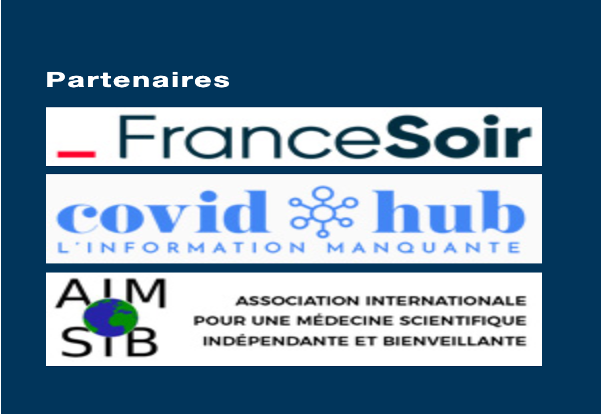 Partenaires
_ FranceSoir
covid hub
L'INFORMATION MANQUANTE
AIM
SIB
ASSOCIATION INTERNATIONALE
POUR UNE MÉDECINE SCIENTIFIQUE
INDÉPENDANTE ET BIENVEILLANTE